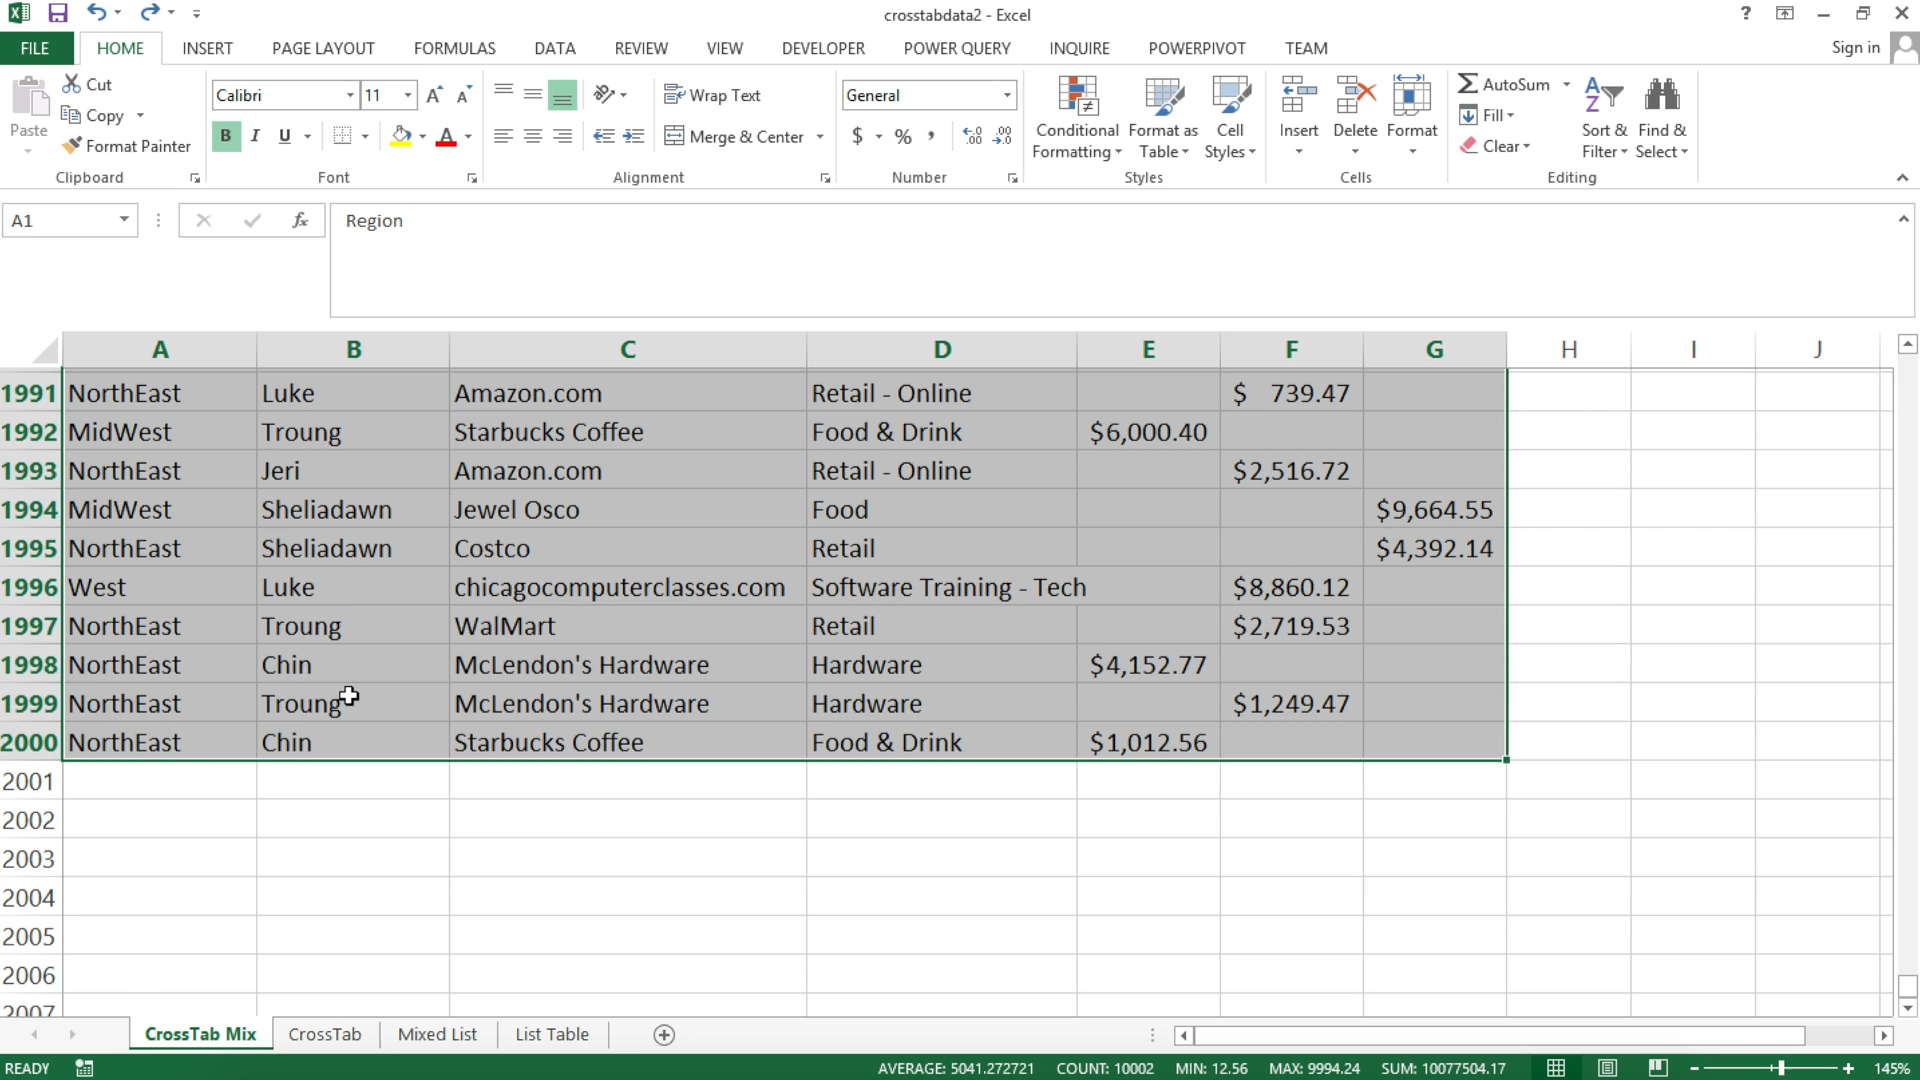 crosstabdata2 - Excel
FILE HOME INSERT PAGE LAYOUT FORMULAS DATA REVIEW VIEW DEVELOPER POWER QUERY INQUIRE POWERPIVOT TEAM Sign in
Paste Cut Copy Format Painter Clipboard
Calibri 11 B I U A Font
Wrap Text Merge & Center Alignment
General $ % , Number
Conditional Formatting Format as Table Cell Styles Styles
Insert Delete Format Cells
AutoSum Fill Clear Sort & Filter Find & Select Editing
A1 fx Region
A B C D E F G H I J
1991 NorthEast Luke Amazon.com Retail - Online $ 739.47
1992 MidWest Troung Starbucks Coffee Food & Drink $6,000.40
1993 NorthEast Jeri Amazon.com Retail - Online $2,516.72
1994 MidWest Sheliadawn Jewel Osco Food $9,664.55
1995 NorthEast Sheliadawn Costco Retail $4,392.14
1996 West Luke chicagocomputerclasses.com Software Training - Tech $8,860.12
1997 NorthEast Troung WalMart Retail $2,719.53
1998 NorthEast Chin McLendon's Hardware Hardware $4,152.77
1999 NorthEast Troung McLendon's Hardware Hardware $1,249.47
2000 NorthEast Chin Starbucks Coffee Food & Drink $1,012.56
2001
2002
2003
2004
2005
2006
2007
CrossTab Mix CrossTab Mixed List List Table
READY AVERAGE: 5041.272721 COUNT: 10002 MIN: 12.56 MAX: 9994.24 SUM: 10077504.17 145%